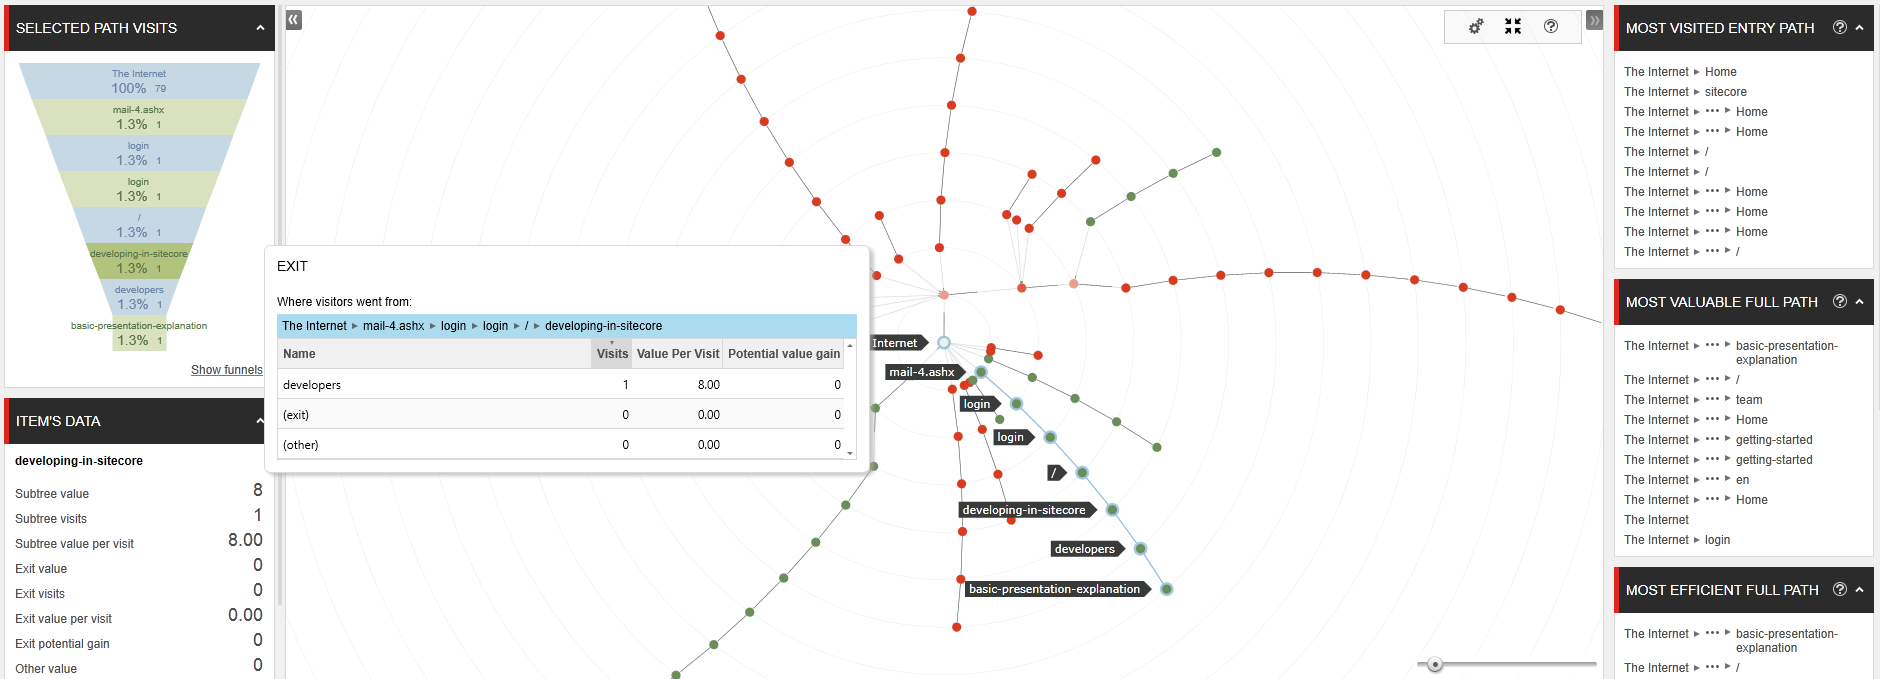 SELECTED PATH VISITS
The Internet
100% 79
mail-4.ashx
1.3% 1
login
1.3% 1
login
1.3% 1
/
1.3% 1
developing-in-sitecore
1.3% 1
developers
1.3% 1
basic-presentation-explanation
1.3% 1
Show funnels
ITEM'S DATA
developing-in-sitecore
Subtree value 8
Subtree visits 1
Subtree value per visit 8.00
Exit value 0
Exit visits 0
Exit value per visit 0.00
Exit potential gain 0
Other value 0
EXIT
Where visitors went from:
The Internet ▸ mail-4.ashx ▸ login ▸ login ▸ / ▸ developing-in-sitecore
Name Visits Value Per Visit Potential value gain
developers 1 8.00 0
(exit) 0 0.00 0
(other) 0 0.00 0
Internet
mail-4.ashx
login
login
/
developing-in-sitecore
developers
basic-presentation-explanation
MOST VISITED ENTRY PATH
The Internet ▸ Home
The Internet ▸ sitecore
The Internet ▸ ••• ▸ Home
The Internet ▸ ••• ▸ Home
The Internet ▸ /
The Internet ▸ /
The Internet ▸ ••• ▸ Home
The Internet ▸ ••• ▸ Home
The Internet ▸ ••• ▸ Home
The Internet ▸ ••• ▸ /
MOST VALUABLE FULL PATH
The Internet ▸ ••• ▸ basic-presentation-
explanation
The Internet ▸ ••• ▸ /
The Internet ▸ ••• ▸ team
The Internet ▸ ••• ▸ Home
The Internet ▸ ••• ▸ getting-started
The Internet ▸ ••• ▸ getting-started
The Internet ▸ ••• ▸ en
The Internet ▸ ••• ▸ Home
The Internet
The Internet ▸ login
MOST EFFICIENT FULL PATH
The Internet ▸ ••• ▸ basic-presentation-
explanation
The Internet ▸ ••• ▸ /